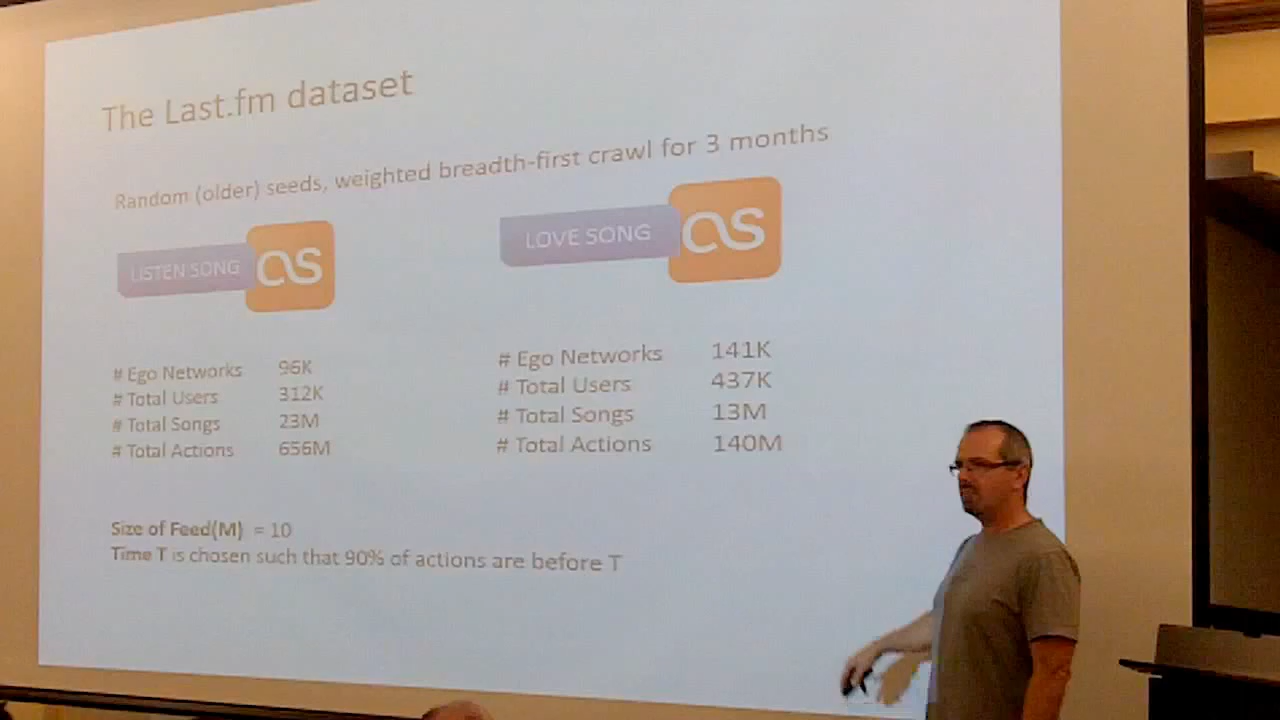 The Last.fm dataset
Random (older) seeds, weighted breadth-first crawl for 3 months
LISTEN SONG as
LOVE SONG as
# Ego Networks 96K
# Total Users 312K
# Total Songs 23M
# Total Actions 656M
# Ego Networks 141K
# Total Users 437K
# Total Songs 13M
# Total Actions 140M
Size of Feed(M) = 10
Time T is chosen such that 90% of actions are before T